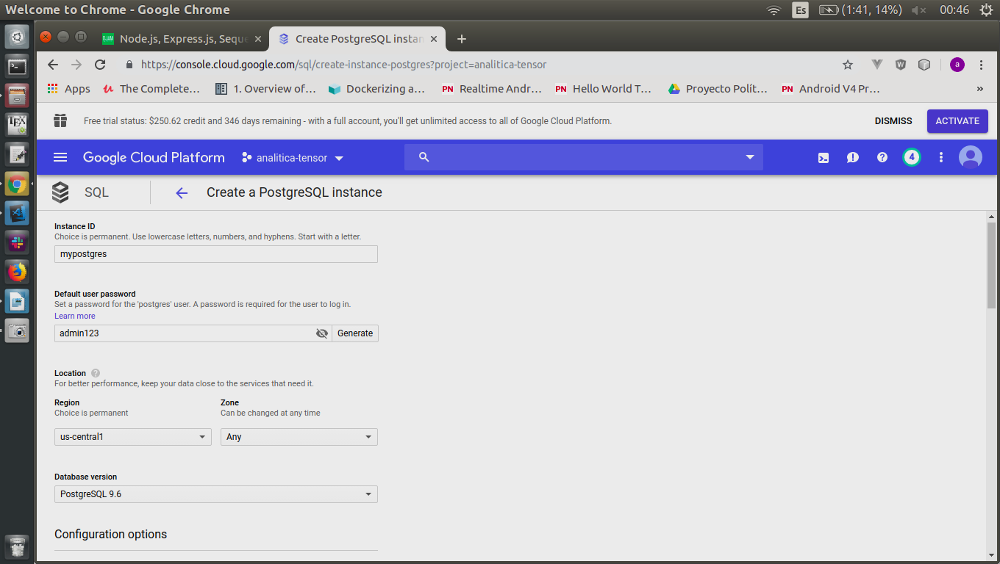 Welcome to Chrome - Google Chrome
Es
(1:41, 14%)
00:46
DJAM
Node.js, Express.js, Seque
Create PostgreSQL instan
https://console.cloud.google.com/sql/create-instance-postgres?project=analitica-tensor
a
Apps
The Complete...
1. Overview of...
Dockerizing a...
PN Realtime Andr...
PN Hello World T...
Proyecto Polít...
PN Android V4 Pr...
»
Free trial status: $250.62 credit and 346 days remaining - with a full account, you'll get unlimited access to all of Google Cloud Platform.
DISMISS
ACTIVATE
Google Cloud Platform
analitica-tensor
4
SQL
Create a PostgreSQL instance
Instance ID
Choice is permanent. Use lowercase letters, numbers, and hyphens. Start with a letter.
mypostgres
Default user password
Set a password for the 'postgres' user. A password is required for the user to log in.
Learn more
admin123
Generate
Location
For better performance, keep your data close to the services that need it.
Region
Choice is permanent
us-central1
Zone
Can be changed at any time
Any
Database version
PostgreSQL 9.6
Configuration options